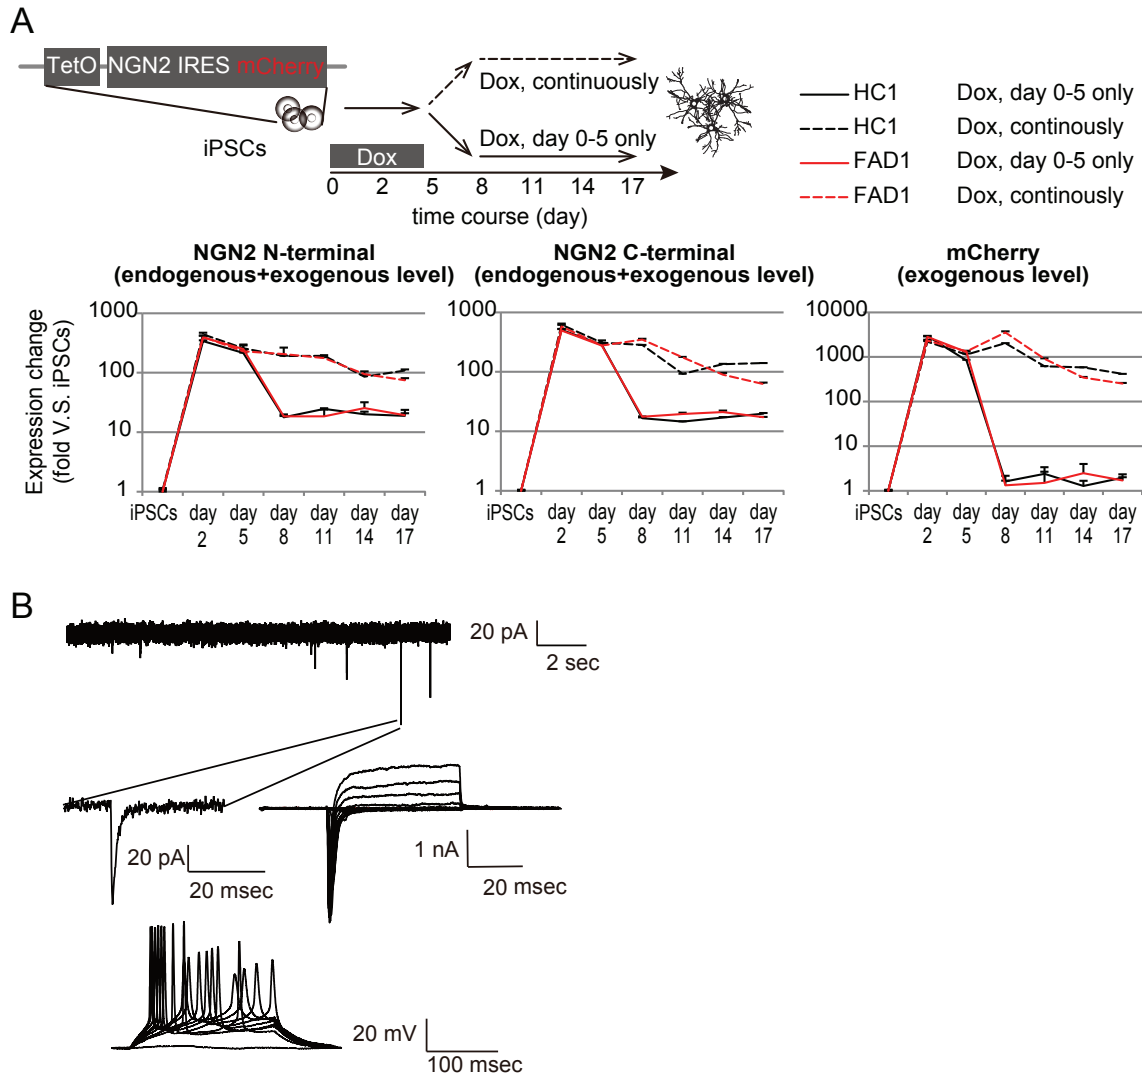 A
TetO NGN2 IRES mCherry
iPSCs
Dox, continuously
Dox, day 0-5 only
Dox
0 2 5 8 11 14 17
time course (day)
HC1 Dox, day 0-5 only
HC1 Dox, continously
FAD1 Dox, day 0-5 only
FAD1 Dox, continously
Expression change
(fold V.S. iPSCs)
NGN2 N-terminal
(endogenous+exogenous level)
1000
100
10
1
iPSCs day 2 day 5 day 8 day 11 day 14 day 17
NGN2 C-terminal
(endogenous+exogenous level)
1000
100
10
1
iPSCs day 2 day 5 day 8 day 11 day 14 day 17
mCherry
(exogenous level)
10000
1000
100
10
1
iPSCs day 2 day 5 day 8 day 11 day 14 day 17
B
20 pA
2 sec
20 pA
20 msec
1 nA
20 msec
20 mV
100 msec